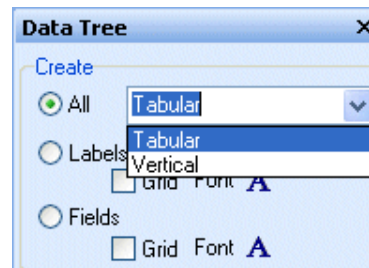 Data Tree
Create
All Tabular
Tabular
Labels
Vertical
Grid Font A
Fields
Grid Font A